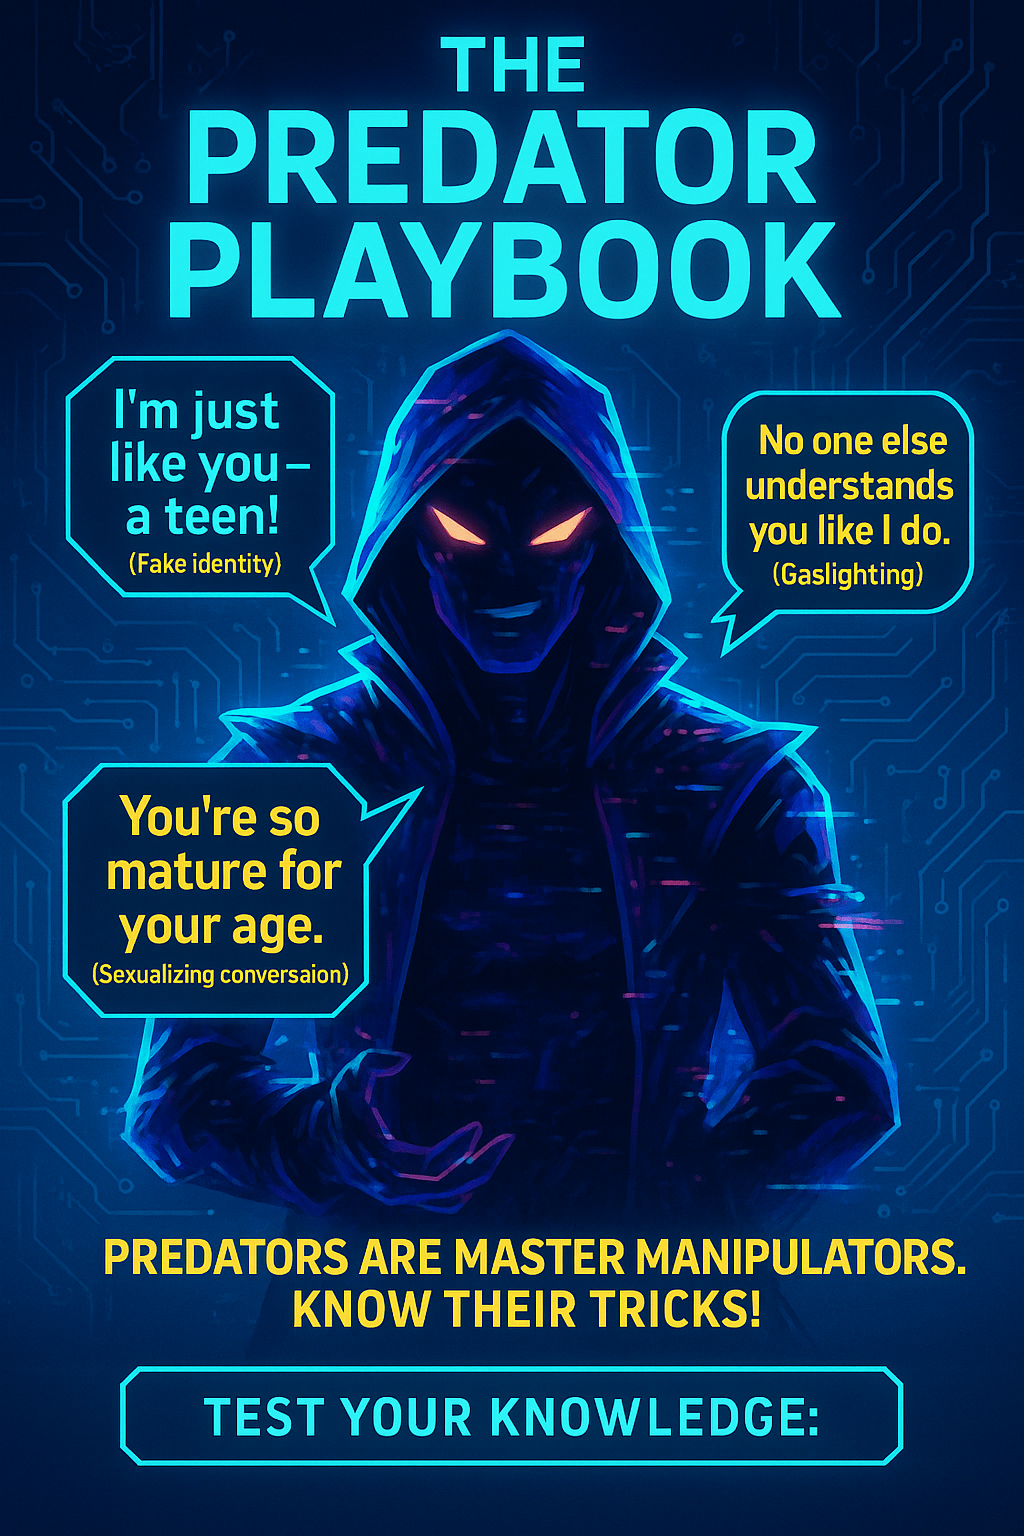 THE
PREDATOR
PLAYBOOK
I'm just
like you–
a teen!
(Fake identity)
No one else
understands
you like I do.
(Gaslighting)
You're so
mature for
your age.
(Sexualizing conversaion)
PREDATORS ARE MASTER MANIPULATORS.
KNOW THEIR TRICKS!
TEST YOUR KNOWLEDGE: